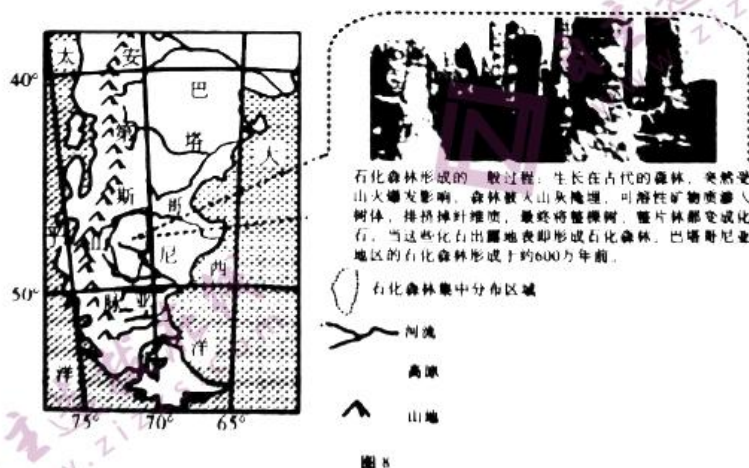 40°
太
安
巴
第
塔
大
斯
斯
平
山
尼
西
50°
脉
亚
洋
洋
75° 70° 65°
石化森林形成的一般过程:生长在古代的森林,突然受
火山爆发影响,森林被火山灰掩埋,可溶性矿物质渗入
树体,排挤掉纤维质,最终将整棵树、整片林都变成化
石,当这些化石出露地表即形成石化森林,巴塔哥尼亚
地区的石化森林形成于约600万年前。
石化森林集中分布区域
河流
高原
山地
图 8